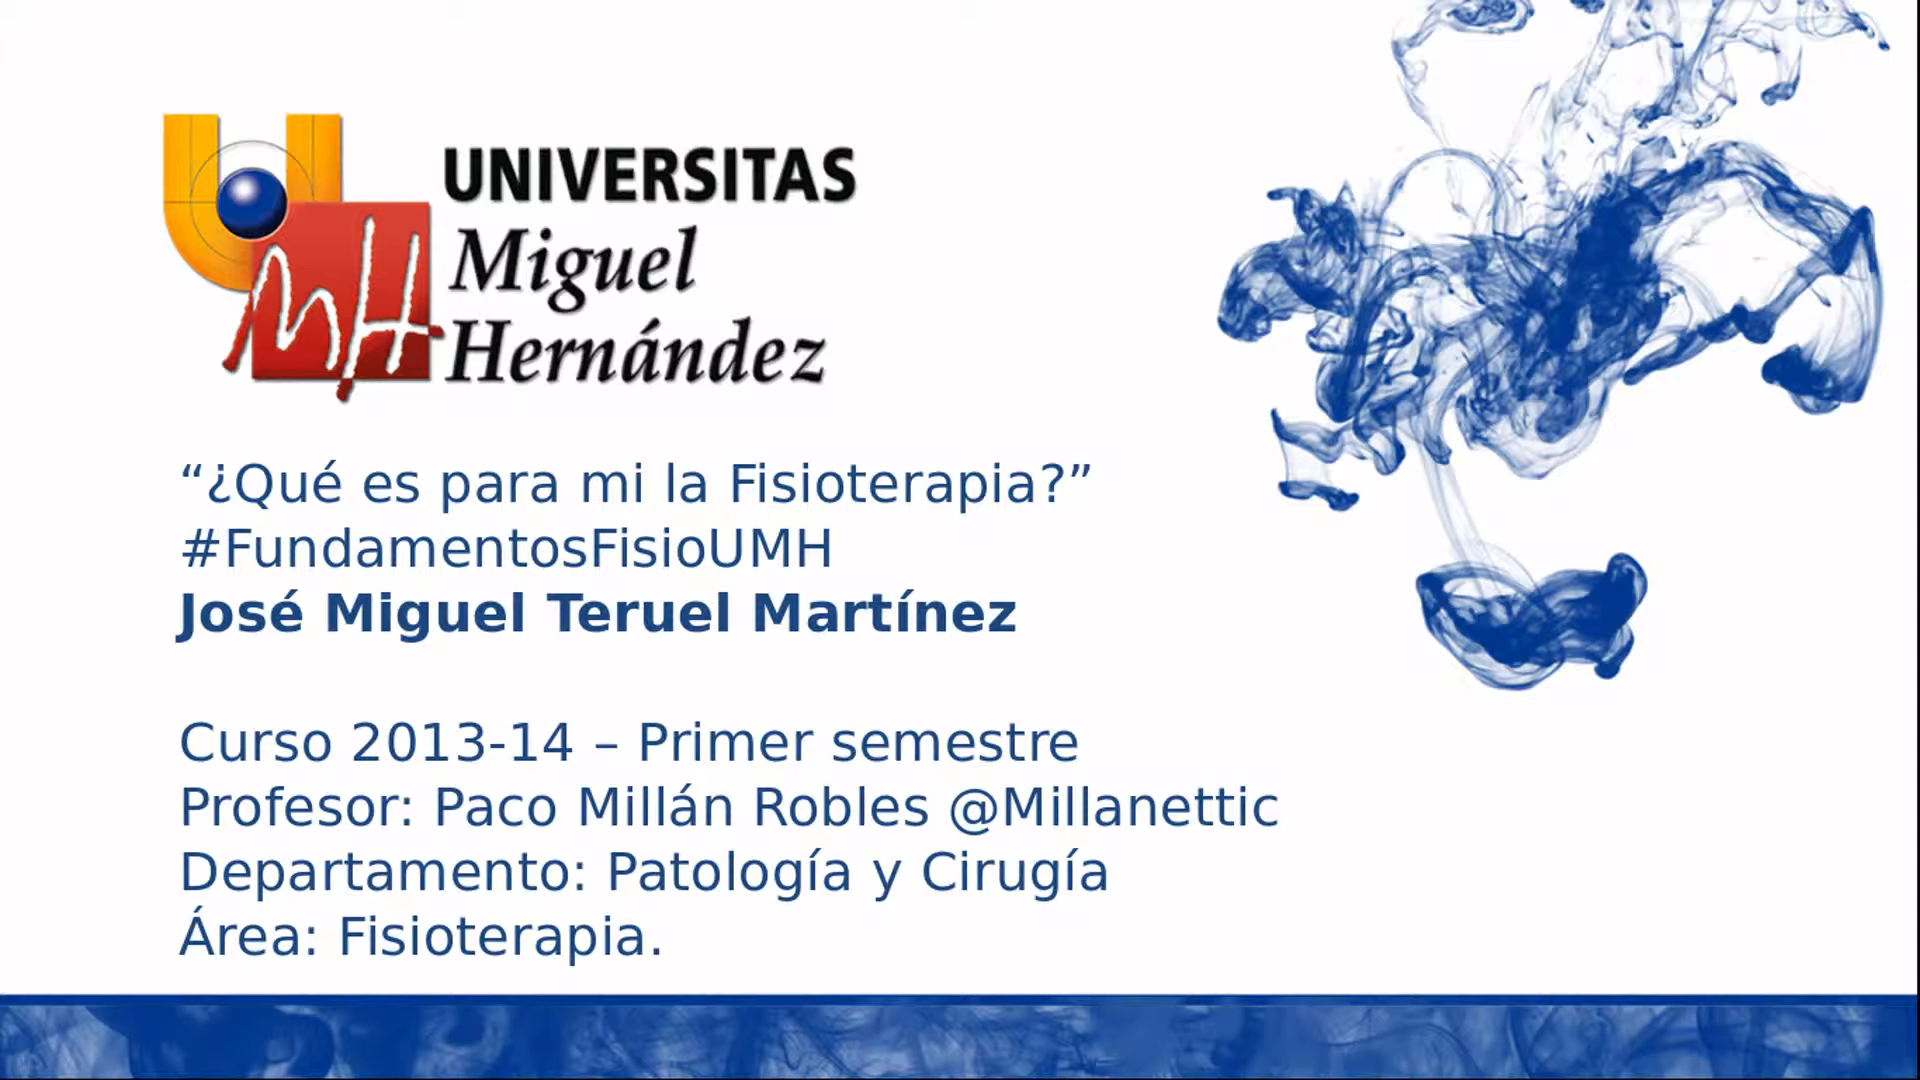 UNIVERSITAS
Miguel
Hernández
MH
“¿Qué es para mi la Fisioterapia?”
#FundamentosFisioUMH
José Miguel Teruel Martínez
Curso 2013-14 – Primer semestre
Profesor: Paco Millán Robles @Millanettic
Departamento: Patología y Cirugía
Área: Fisioterapia.